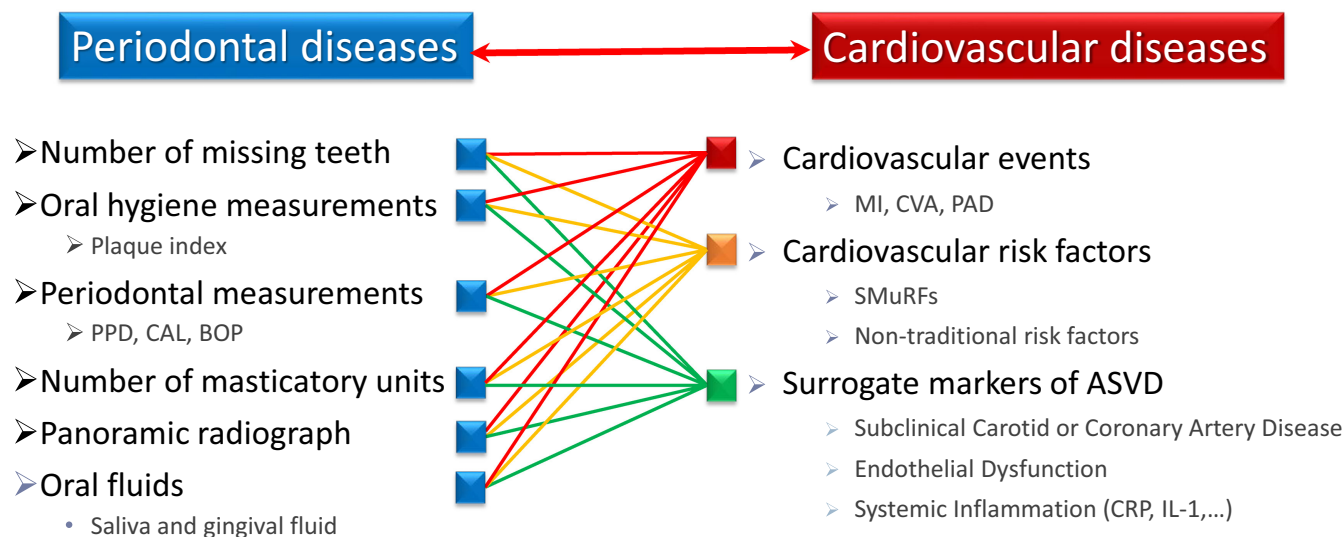 Periodontal diseases
Cardiovascular diseases
Number of missing teeth
Oral hygiene measurements
Plaque index
Periodontal measurements
PPD, CAL, BOP
Number of masticatory units
Panoramic radiograph
Oral fluids
Saliva and gingival fluid
Cardiovascular events
MI, CVA, PAD
Cardiovascular risk factors
SMuRFs
Non-traditional risk factors
Surrogate markers of ASVD
Subclinical Carotid or Coronary Artery Disease
Endothelial Dysfunction
Systemic Inflammation (CRP, IL-1,...)